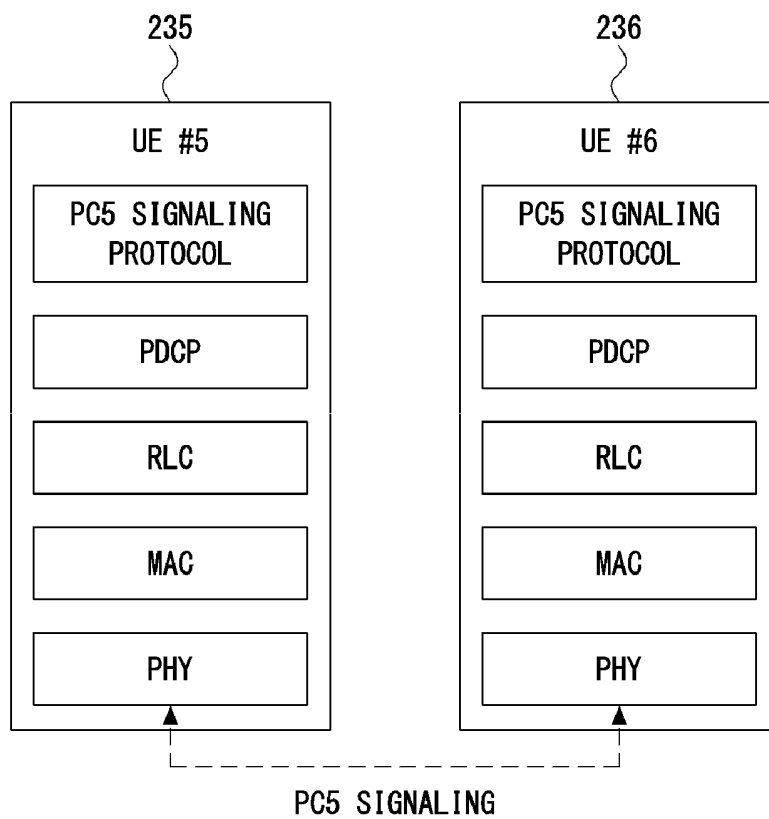 235
236
UE #5
UE #6
PC5 SIGNALING
PROTOCOL
PC5 SIGNALING
PROTOCOL
PDCP
PDCP
RLC
RLC
MAC
MAC
PHY
PHY
PC5 SIGNALING